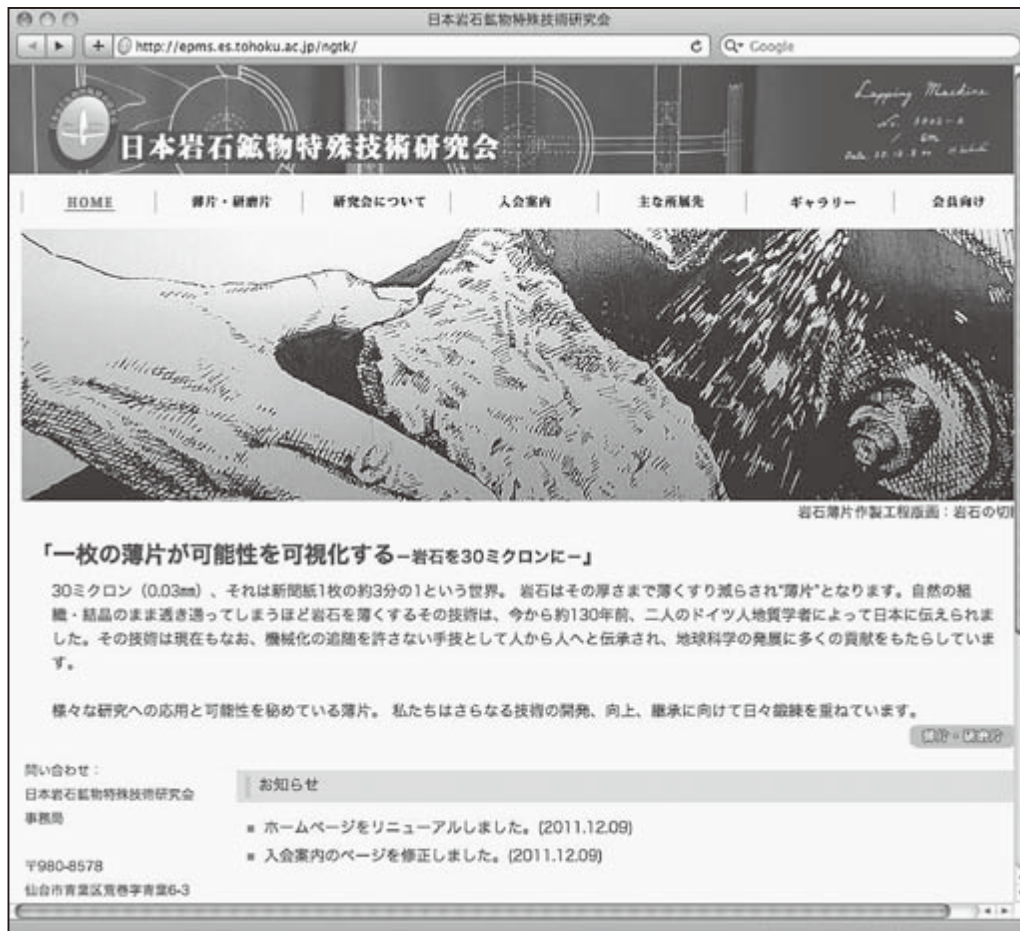 日本岩石鉱物特殊技術研究会
http://epms.es.tohoku.ac.jp/ngtk/
Google
Lapping Machine
日本岩石鉱物特殊技術研究会
HOME
薄片・研磨片
研究会について
入会案内
主な所属先
ギャラリー
会員向け
岩石薄片作製工程版画：岩石の切
「一枚の薄片が可能性を可視化する－岩石を30ミクロンに－」
30ミクロン（0.03㎜）、それは新聞紙1枚の約3分の1という世界。 岩石はその厚さまで薄くすり減らされ"薄片"となります。自然の組
織・結晶のまま透き通ってしまうほど岩石を薄くするその技術は、今から約130年前、二人のドイツ人地質学者によって日本に伝えられま
した。その技術は現在もなお、機械化の追随を許さない手技として人から人へと伝承され、地球科学の発展に多くの貢献をもたらしていま
す。
様々な研究への応用と可能性を秘めている薄片。 私たちはさらなる技術の開発、向上、継承に向けて日々鍛錬を重ねています。
薄片・研磨片
問い合わせ：
日本岩石鉱物特殊技術研究会
事務局
〒980-8578
仙台市青葉区荒巻字青葉6-3
お知らせ
ホームページをリニューアルしました。(2011.12.09)
入会案内のページを修正しました。(2011.12.09)